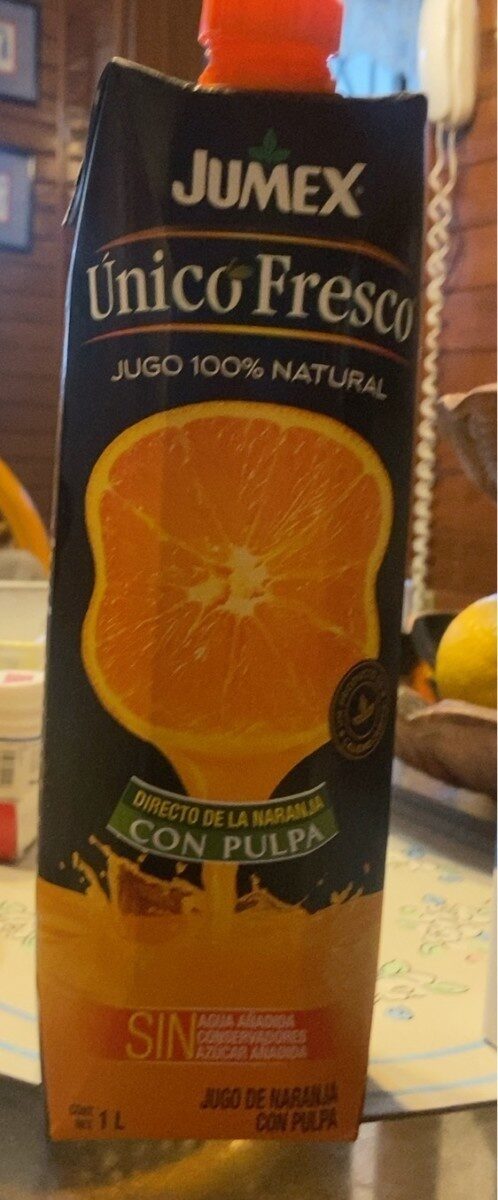 JUMEX
Único Fresco
JUGO 100% NATURAL
DIRECTO DE LA NARANJA
CON PULPA
SIN
AGUA AÑADIDA
CONSERVADORES
AZÚCAR AÑADIDA
JUGO DE NARANJA
CON PULPA
1 L